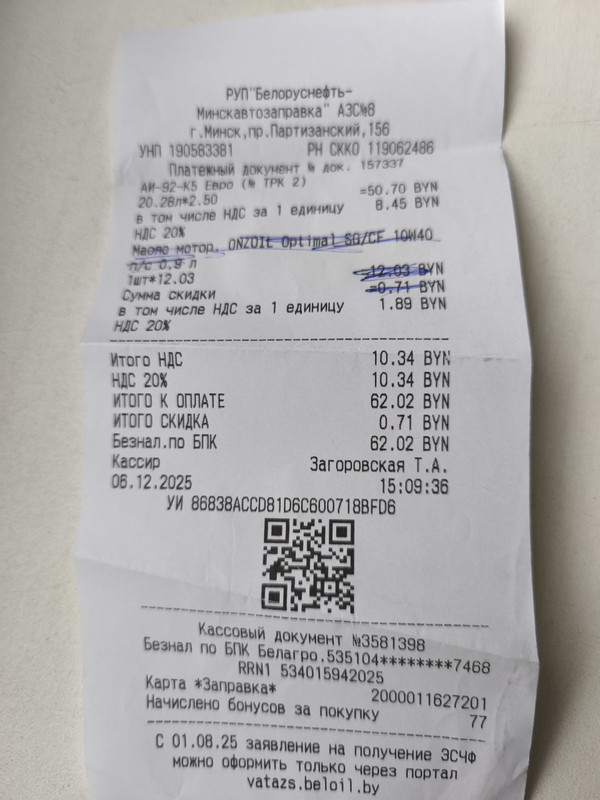 РУП"Белоруснефть-
Минскавтозаправка" АЗС№8
г.Минск,пр.Партизанский,156
УНП 190583381 РН СККО 119062486
Платежный документ № док. 157337
АИ-92-К5 Евро (№ ТРК 2)
20.28л*2.50 =50.70 BYN
в том числе НДС за 1 единицу 8.45 BYN
НДС 20%
Масло мотор. ONZOIL Optimal SG/CF 10W40
п/с 0,9 л
1шт*12.03 =12.03 BYN
Сумма скидки =0.71 BYN
в том числе НДС за 1 единицу 1.89 BYN
НДС 20%
Итого НДС 10.34 BYN
НДС 20% 10.34 BYN
ИТОГО К ОПЛАТЕ 62.02 BYN
ИТОГО СКИДКА 0.71 BYN
Безнал.по БПК 62.02 BYN
Кассир Загоровская Т.А.
06.12.2025 15:09:36
УИ 86838ACCD81D6C600718BFD6
Кассовый документ №3581398
Безнал по БПК Белагро.535104********7468
RRN1 534015942025
Карта *Заправка* 2000011627201
Начислено бонусов за покупку 77
С 01.08.25 заявление на получение ЭСЧФ
можно оформить только через портал
vatazs.beloil.by